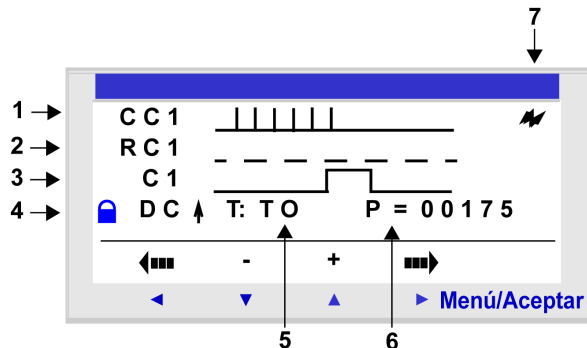 7
1 CC1
2 RC1
3 C1
4 DC T: TO P = 00175
- +
Menú/Aceptar
5 6